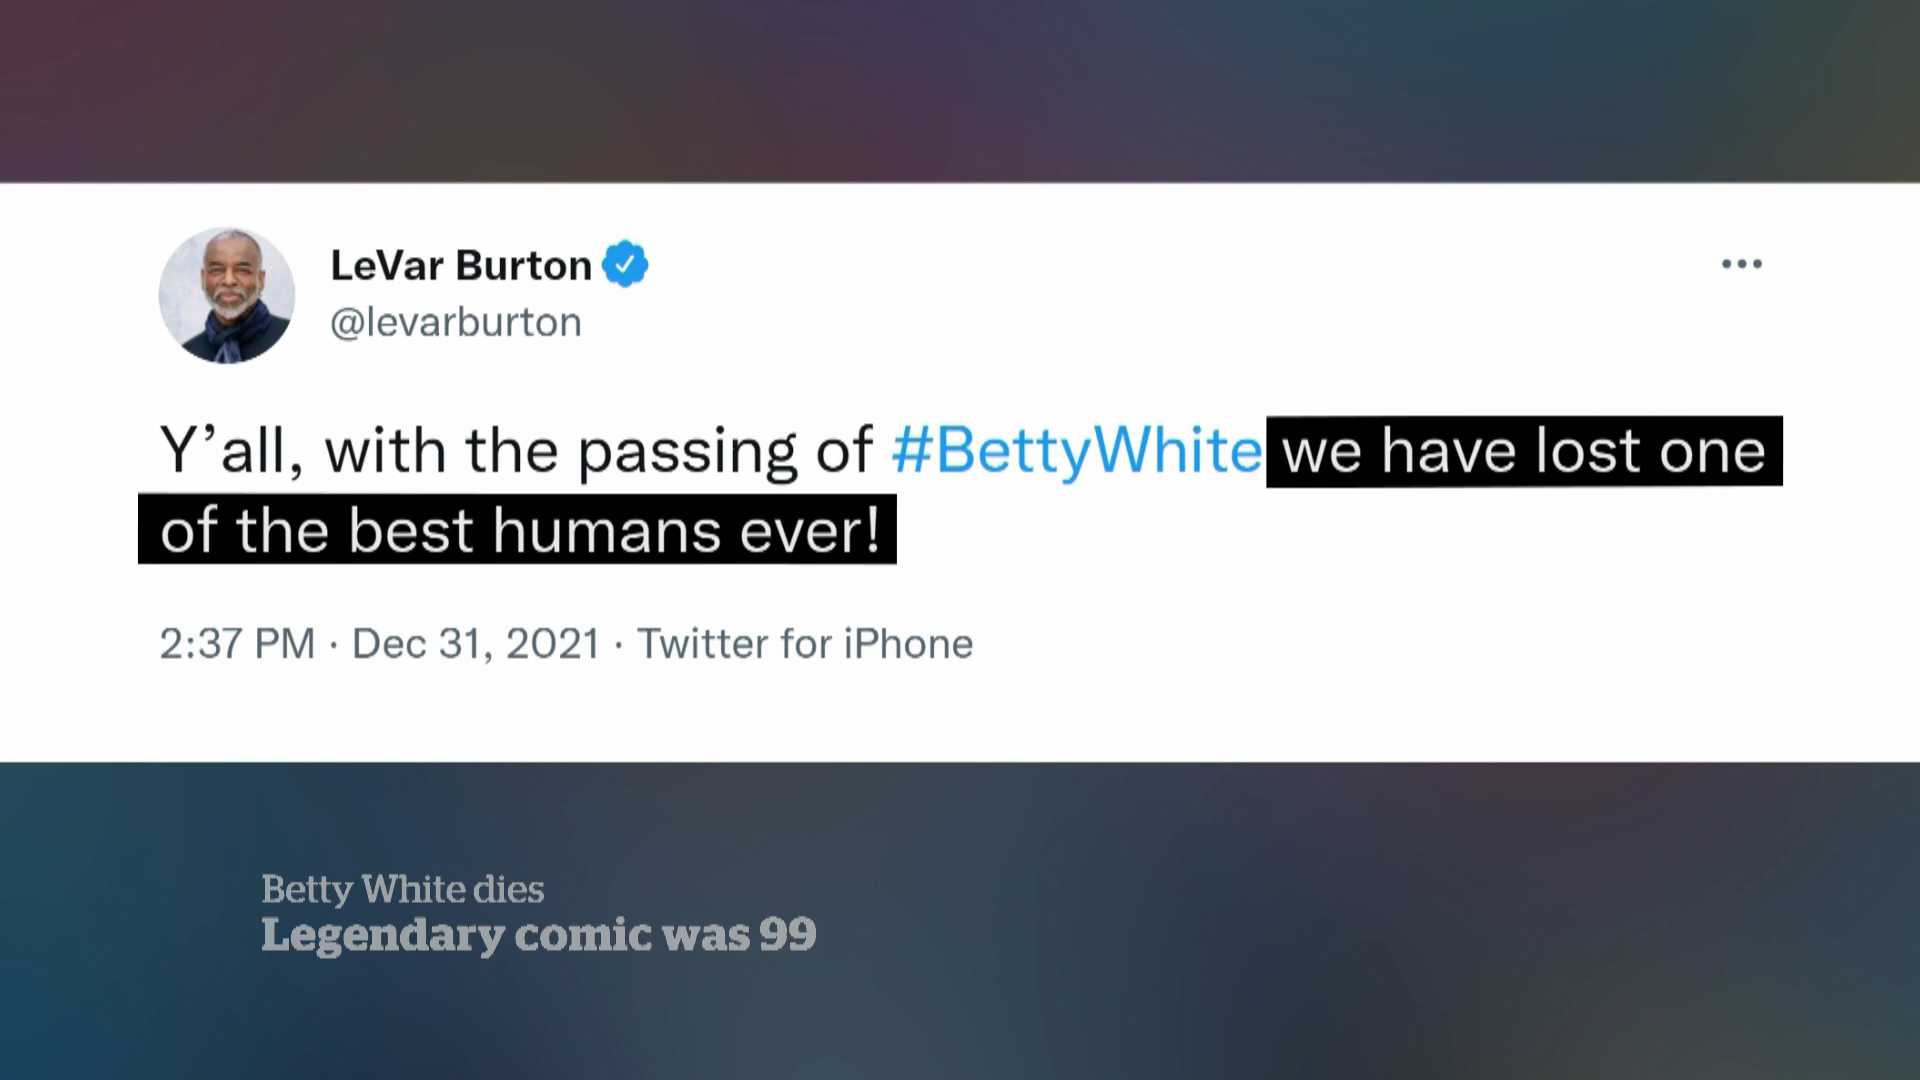 LeVar Burton
@levarburton
Y’all, with the passing of #BettyWhite we have lost one
of the best humans ever!
2:37 PM · Dec 31, 2021 · Twitter for iPhone
Betty White dies
Legendary comic was 99